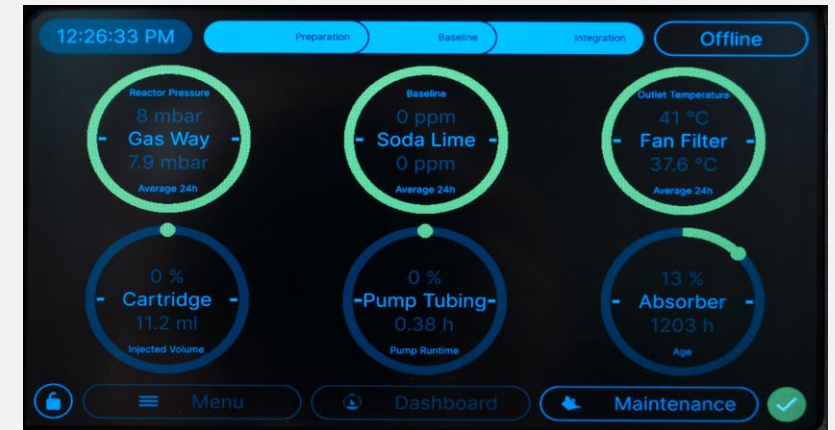 12:26:33 PM
Preparation
Baseline
Integration
Offline
Reactor Pressure
8 mbar
Gas Way
7.9 mbar
Average 24h
Baseline
0 ppm
Soda Lime
0 ppm
Average 24h
Outlet Temperature
41 °C
Fan Filter
37.6 °C
Average 24h
0 %
Cartridge
11.2 ml
Injected Volume
0 %
Pump Tubing
0.38 h
Pump Runtime
13 %
Absorber
1203 h
Age
Menu
Dashboard
Maintenance